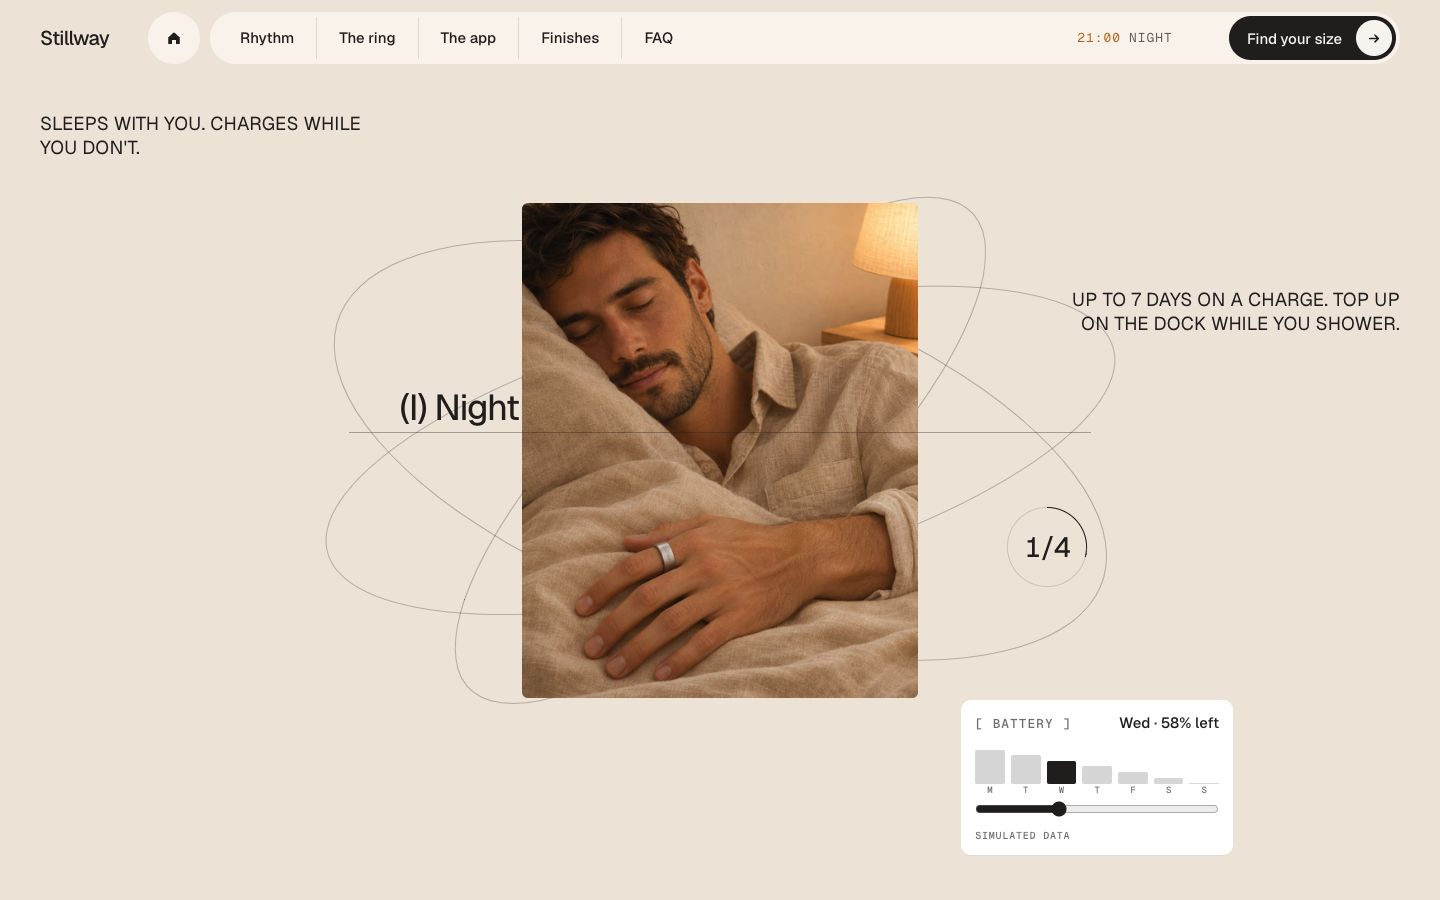 Stillway
Rhythm
The ring
The app
Finishes
FAQ
21:00 NIGHT
Find your size
SLEEPS WITH YOU. CHARGES WHILE
YOU DON'T.
UP TO 7 DAYS ON A CHARGE. TOP UP
ON THE DOCK WHILE YOU SHOWER.
(I) Night
1/4
[ BATTERY ]
Wed · 58% left
M T W T F S S
SIMULATED DATA